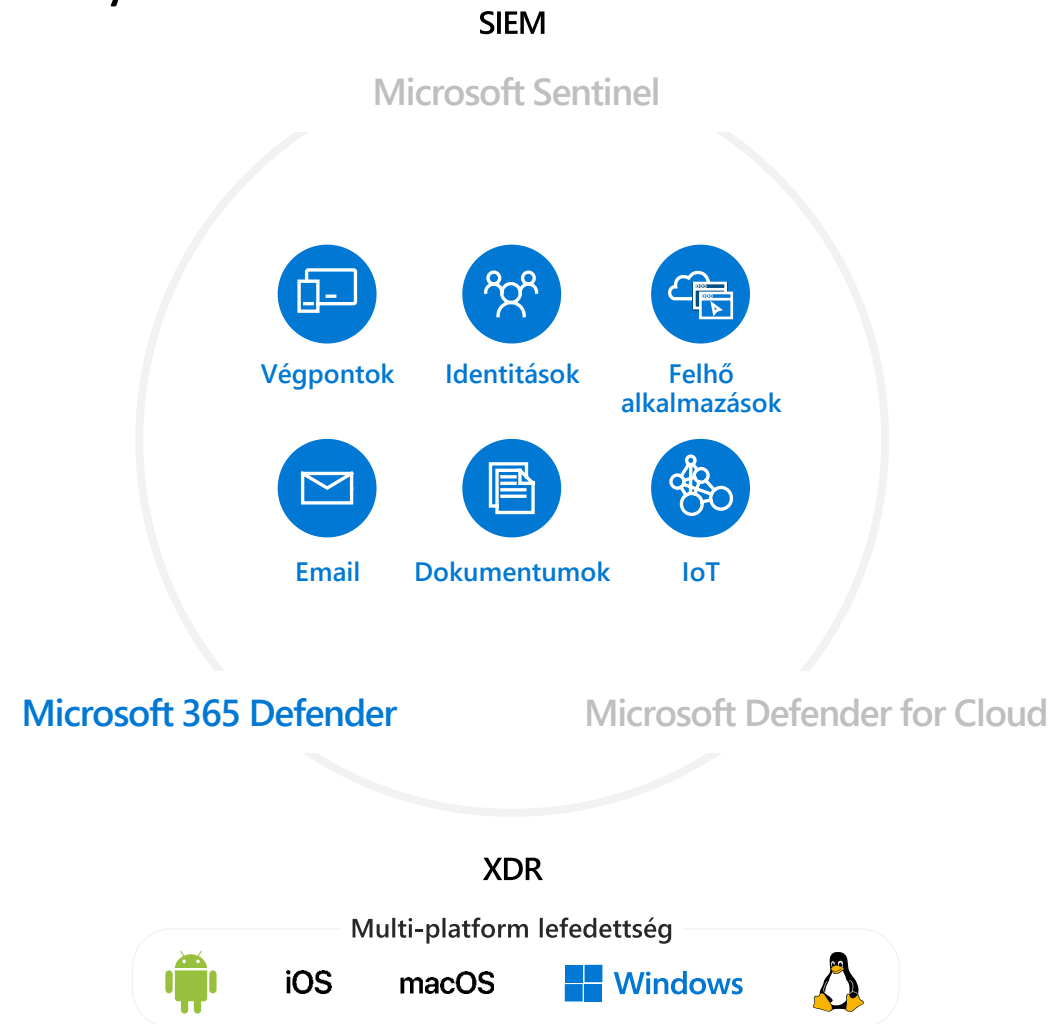 SIEM
Microsoft Sentinel
Végpontok
Identitások
Felhő
alkalmazások
Email
Dokumentumok
IoT
Microsoft 365 Defender
Microsoft Defender for Cloud
XDR
Multi-platform lefedettség
iOS
macOS
Windows